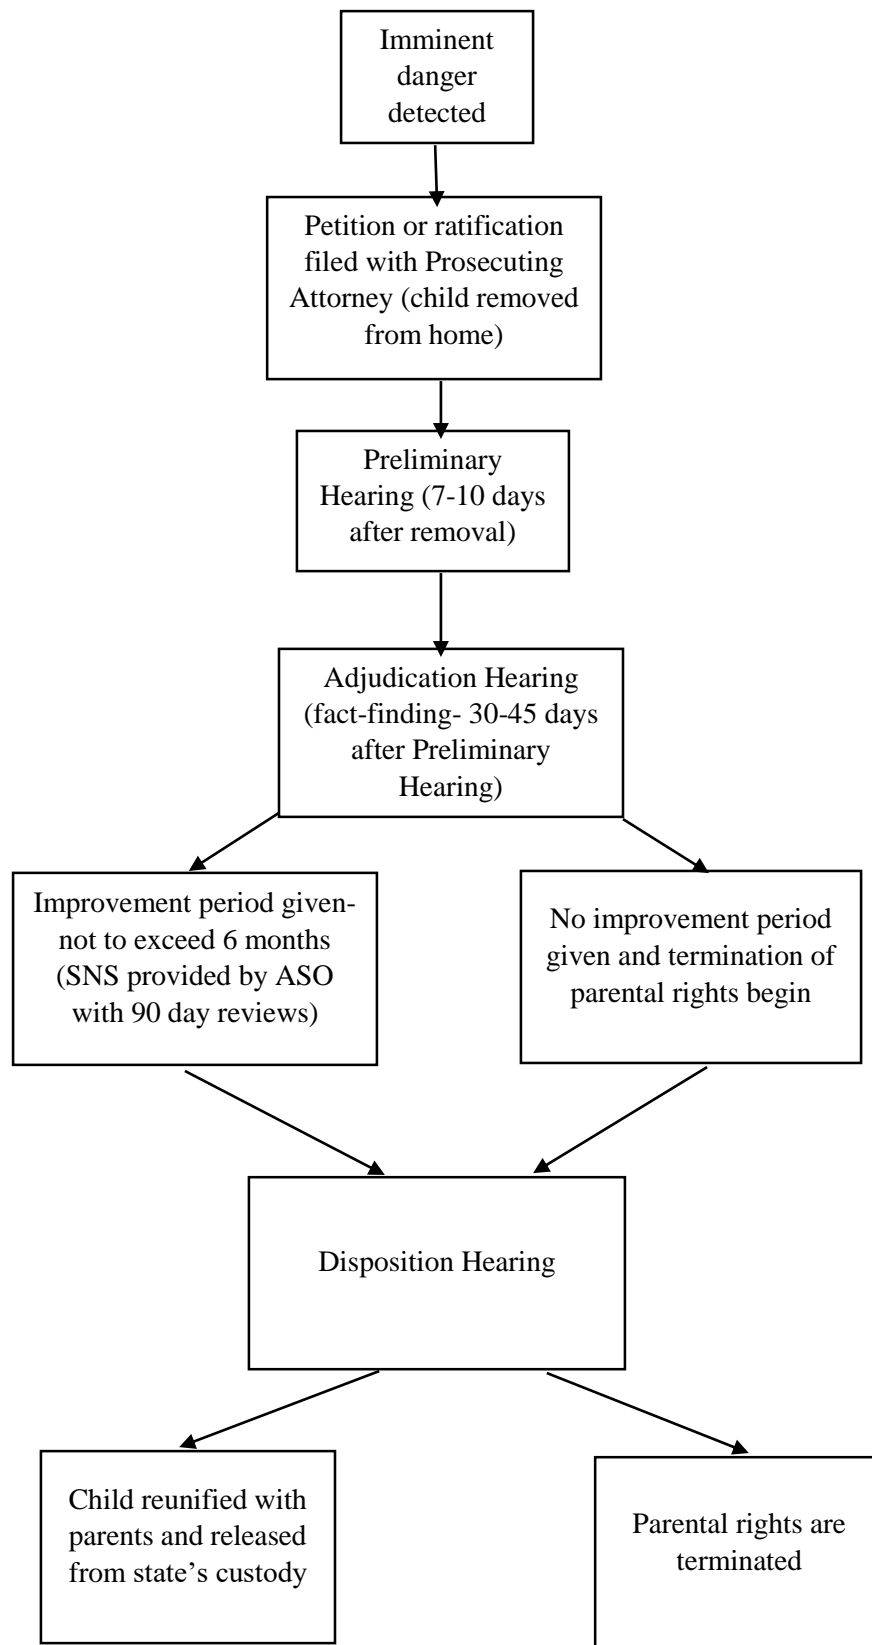 Imminent
danger
detected
Petition or ratification
filed with Prosecuting
Attorney (child removed
from home)
Preliminary
Hearing (7-10 days
after removal)
Adjudication Hearing
(fact-finding- 30-45 days
after Preliminary
Hearing)
Improvement period given-
not to exceed 6 months
(SNS provided by ASO
with 90 day reviews)
No improvement period
given and termination of
parental rights begin
Disposition Hearing
Child reunified with
parents and released
from state’s custody
Parental rights are
terminated